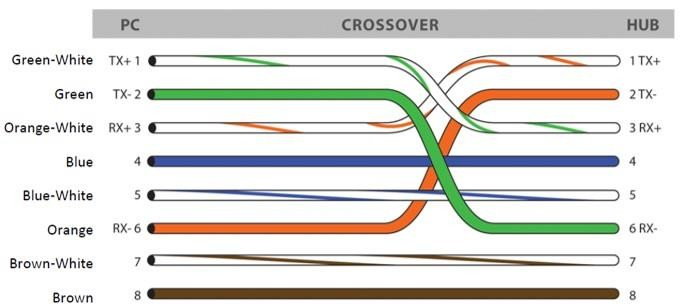 PC CROSSOVER HUB
Green-White TX+ 1 1 TX+
Green TX- 2 2 TX-
Orange-White RX+ 3 3 RX+
Blue 4 4
Blue-White 5 5
Orange RX- 6 6 RX-
Brown-White 7 7
Brown 8 8